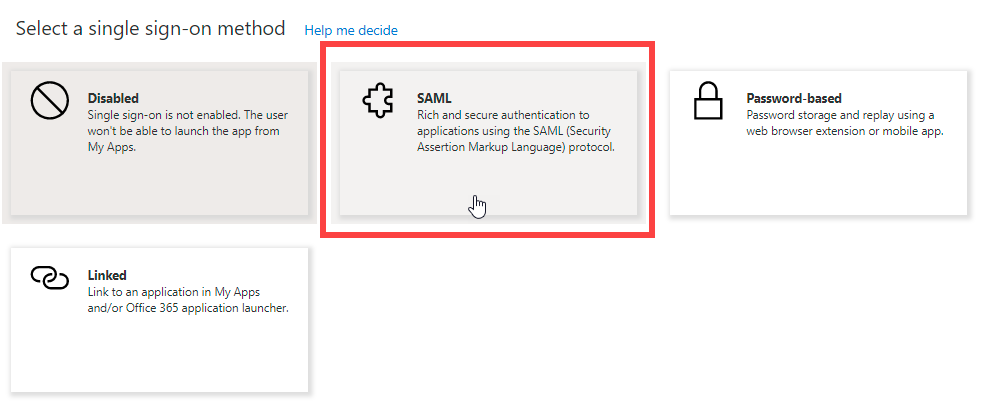 Select a single sign-on method Help me decide
Disabled
Single sign-on is not enabled. The user
won't be able to launch the app from
My Apps.
SAML
Rich and secure authentication to
applications using the SAML (Security
Assertion Markup Language) protocol.
Password-based
Password storage and replay using a
web browser extension or mobile app.
Linked
Link to an application in My Apps
and/or Office 365 application launcher.